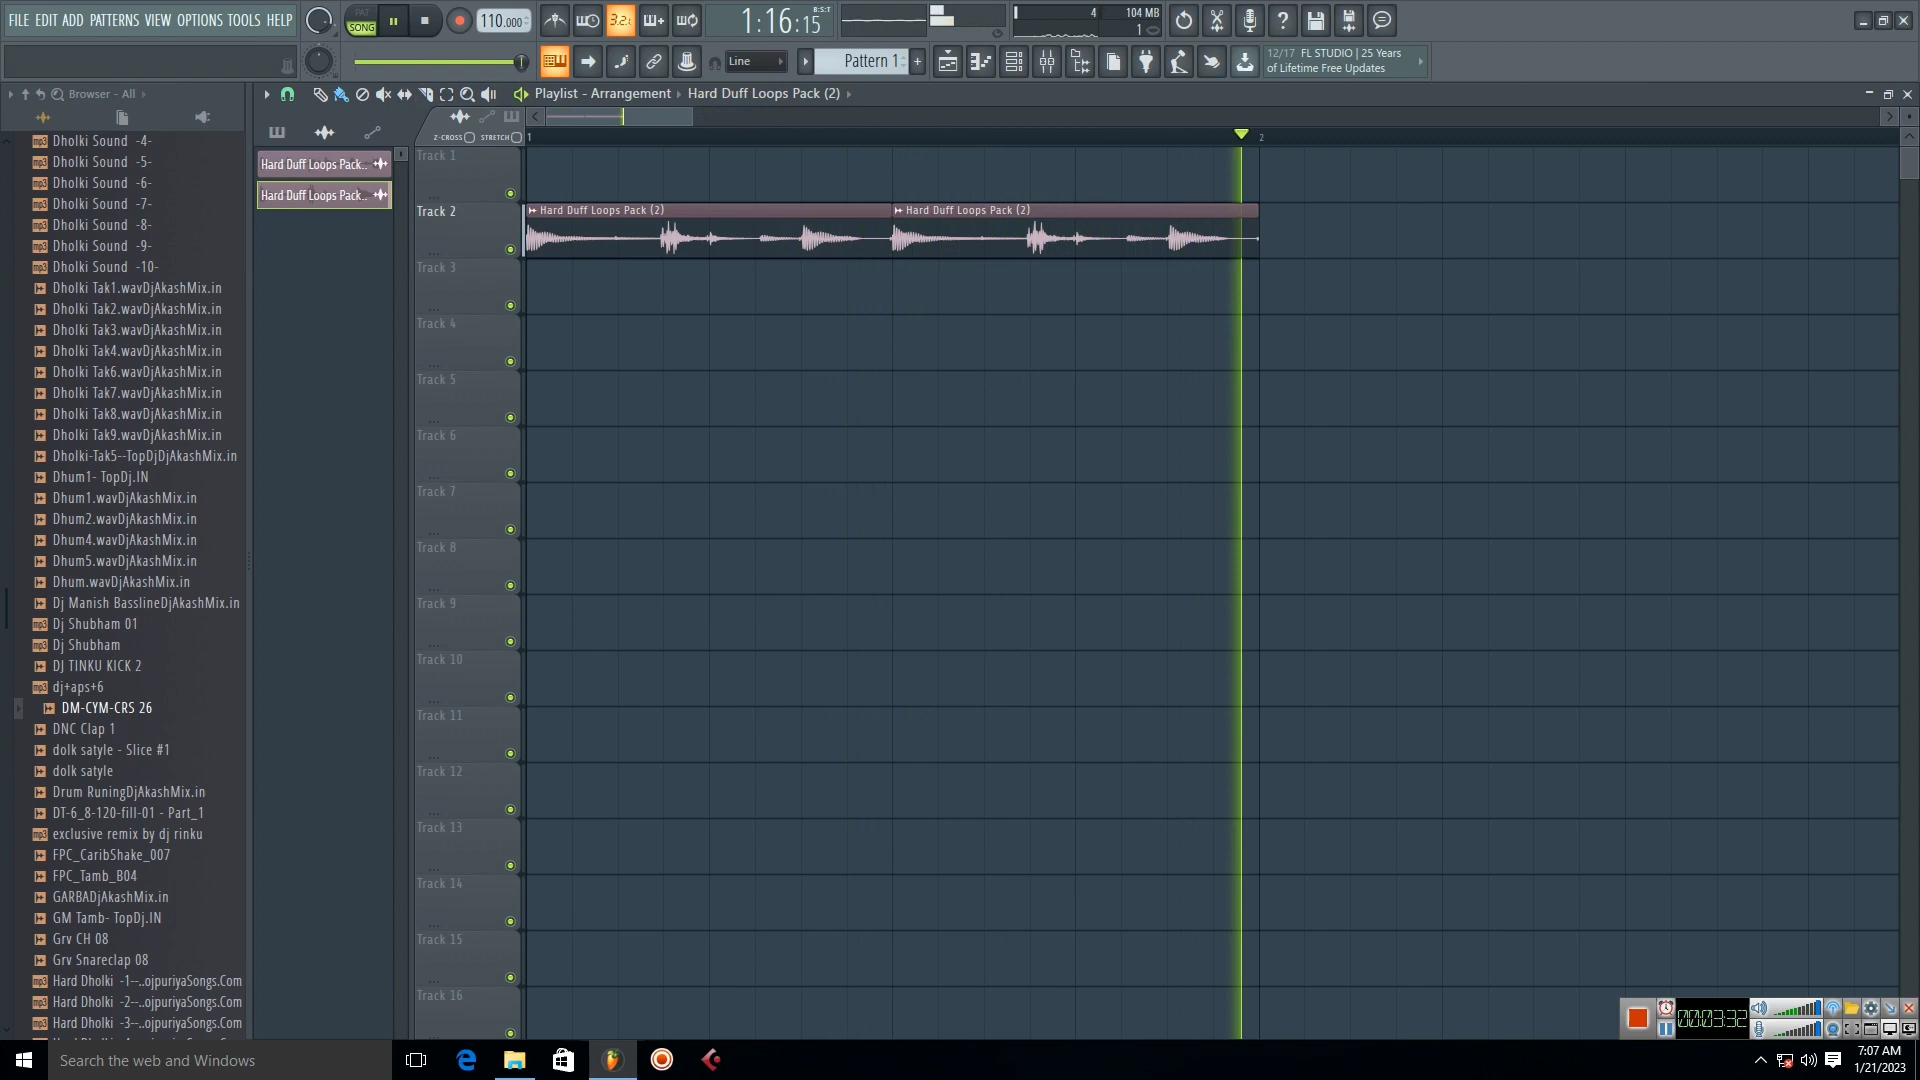 FILE EDIT ADD PATTERNS VIEW OPTIONS TOOLS HELP
PAT
SONG
110.000
3.2.
1:16:15
B:S:T
4
104 MB
1
Line
Pattern 1
12/17 FL STUDIO | 25 Years
of Lifetime Free Updates
Browser - All
Playlist - Arrangement
Hard Duff Loops Pack (2)
Z-CROSS
STRETCH
1
2
Dholki Sound -4-
Dholki Sound -5-
Dholki Sound -6-
Dholki Sound -7-
Dholki Sound -8-
Dholki Sound -9-
Dholki Sound -10-
Dholki Tak1.wavDjAkashMix.in
Dholki Tak2.wavDjAkashMix.in
Dholki Tak3.wavDjAkashMix.in
Dholki Tak4.wavDjAkashMix.in
Dholki Tak6.wavDjAkashMix.in
Dholki Tak7.wavDjAkashMix.in
Dholki Tak8.wavDjAkashMix.in
Dholki Tak9.wavDjAkashMix.in
Dholki-Tak5--TopDjDjAkashMix.in
Dhum1- TopDj.IN
Dhum1.wavDjAkashMix.in
Dhum2.wavDjAkashMix.in
Dhum4.wavDjAkashMix.in
Dhum5.wavDjAkashMix.in
Dhum.wavDjAkashMix.in
Dj Manish BasslineDjAkashMix.in
Dj Shubham 01
Dj Shubham
DJ TINKU KICK 2
dj+aps+6
DM-CYM-CRS 26
DNC Clap 1
dolk satyle - Slice #1
dolk satyle
Drum RuningDjAkashMix.in
DT-6_8-120-fill-01 - Part_1
exclusive remix by dj rinku
FPC_CaribShake_007
FPC_Tamb_B04
GARBADjAkashMix.in
GM Tamb- TopDj.IN
Grv CH 08
Grv Snareclap 08
Hard Dholki -1--..ojpuriyaSongs.Com
Hard Dholki -2--..ojpuriyaSongs.Com
Hard Dholki -3--..ojpuriyaSongs.Com
Hard Duff Loops Pack..
Hard Duff Loops Pack..
Track 1
Track 2
Hard Duff Loops Pack (2)
Hard Duff Loops Pack (2)
Track 3
Track 4
Track 5
Track 6
Track 7
Track 8
Track 9
Track 10
Track 11
Track 12
Track 13
Track 14
Track 15
Track 16
00:03:32
Search the web and Windows
7:07 AM
1/21/2023